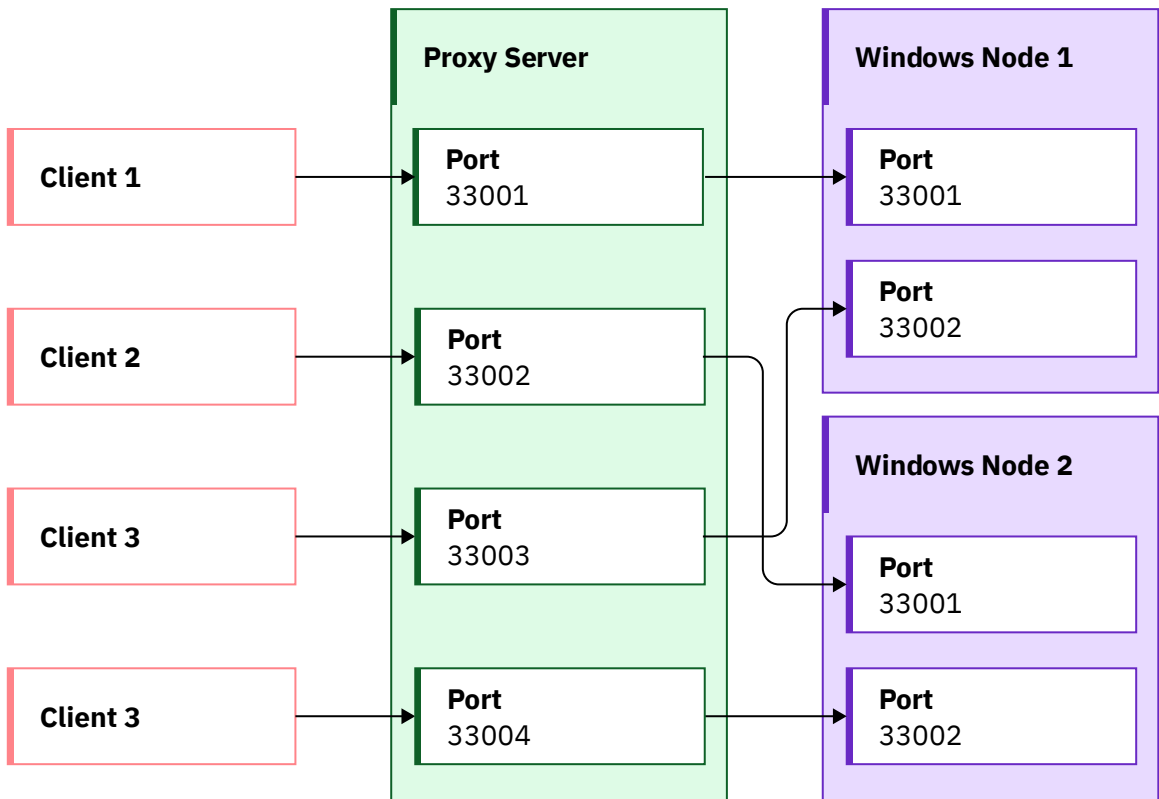 Proxy Server
Windows Node 1
Client 1
Port
33001
Port
33001
Port
33002
Client 2
Port
33002
Windows Node 2
Client 3
Port
33003
Port
33001
Client 3
Port
33004
Port
33002